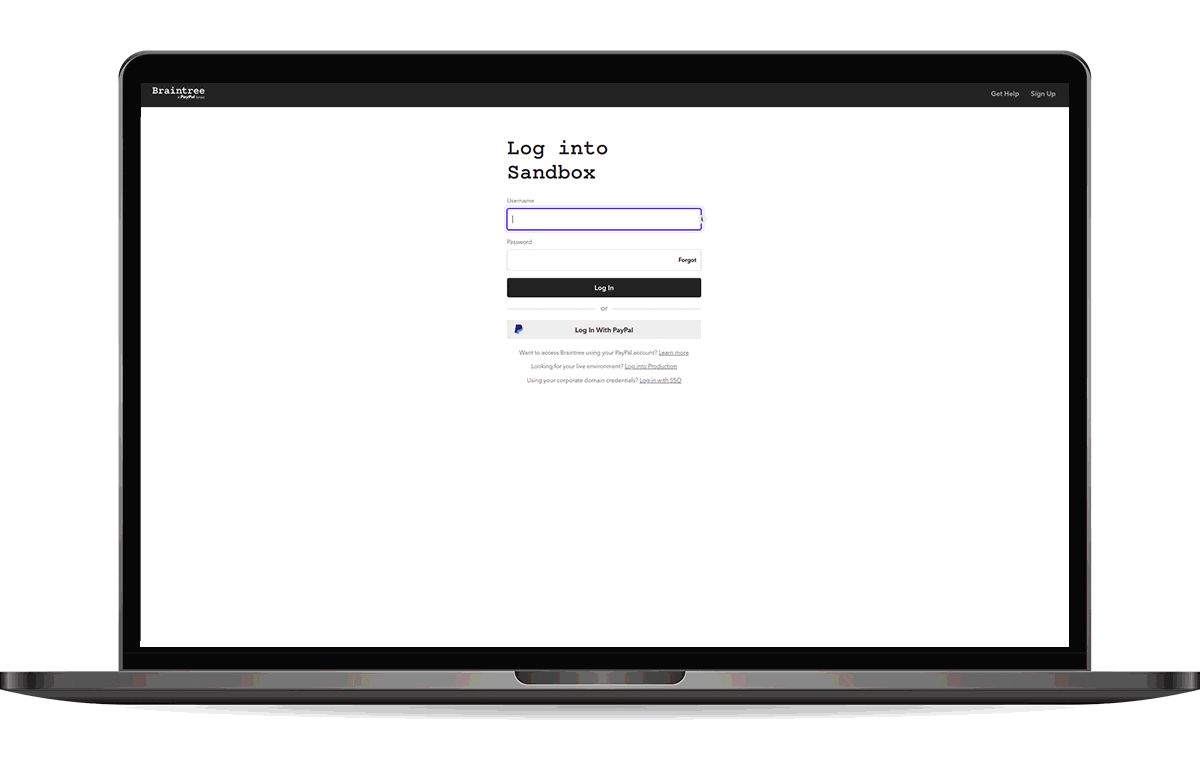 Braintree
A PayPal Service
Get Help
Sign Up
Log into
Sandbox
Username
Password
Forgot
Log In
or
Log In With PayPal
Want to access Braintree using your PayPal account? Learn more
Looking for your live environment? Log into Production
Using your corporate domain credentials? Log in with SSO